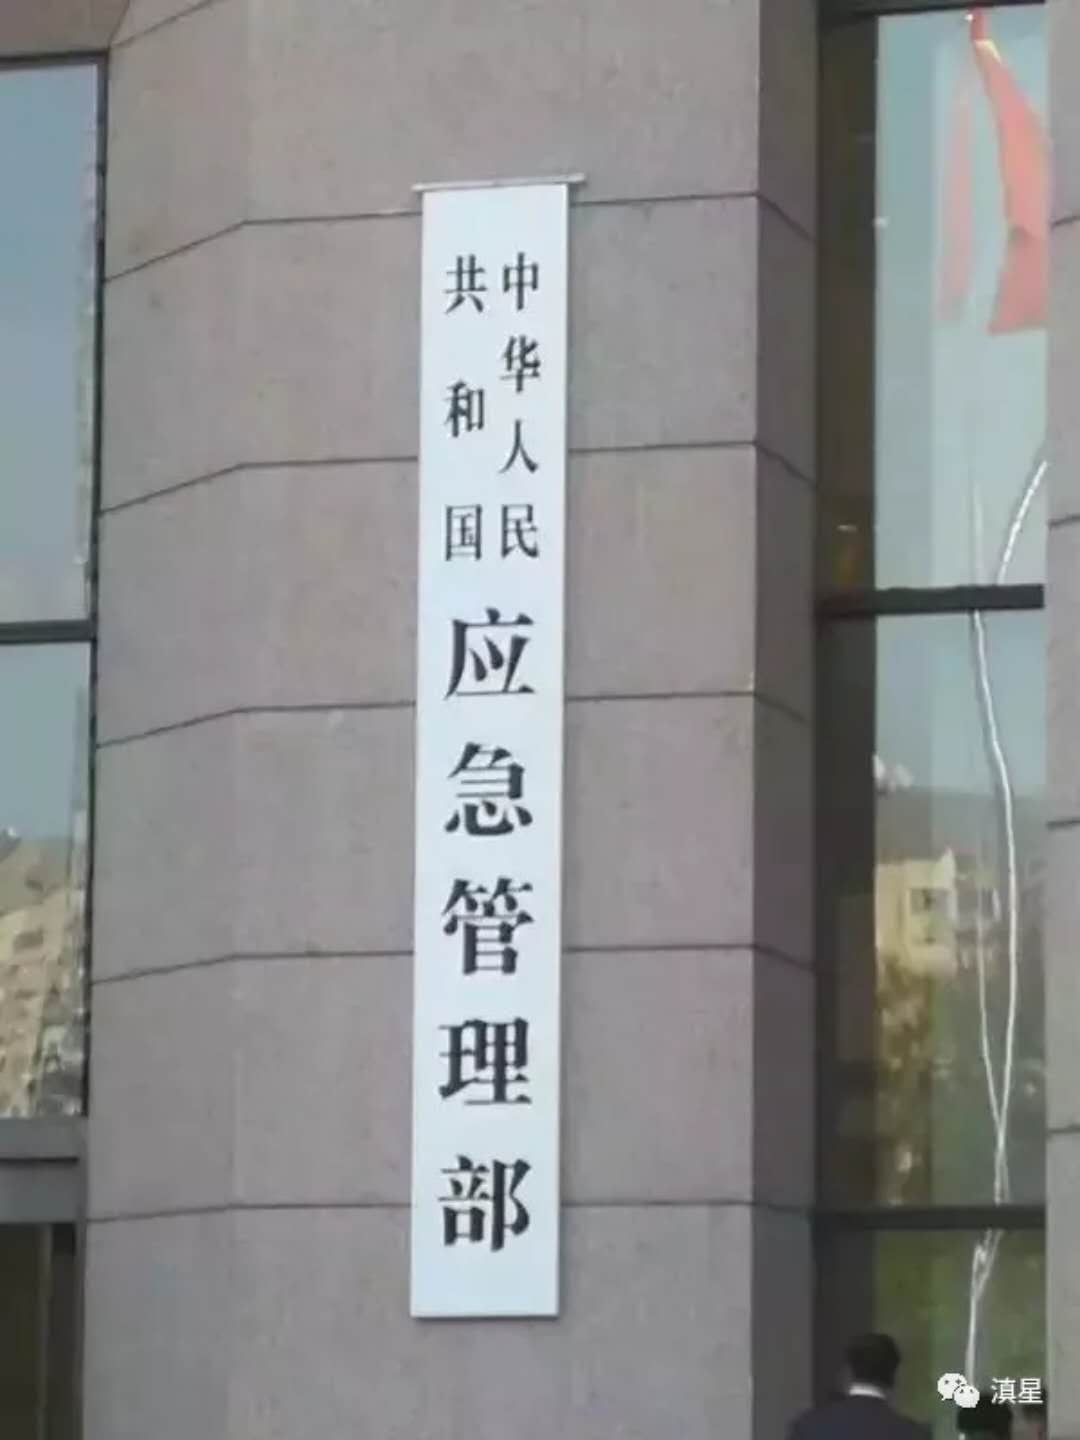 中华人民
共和国
应急管理部
滇星